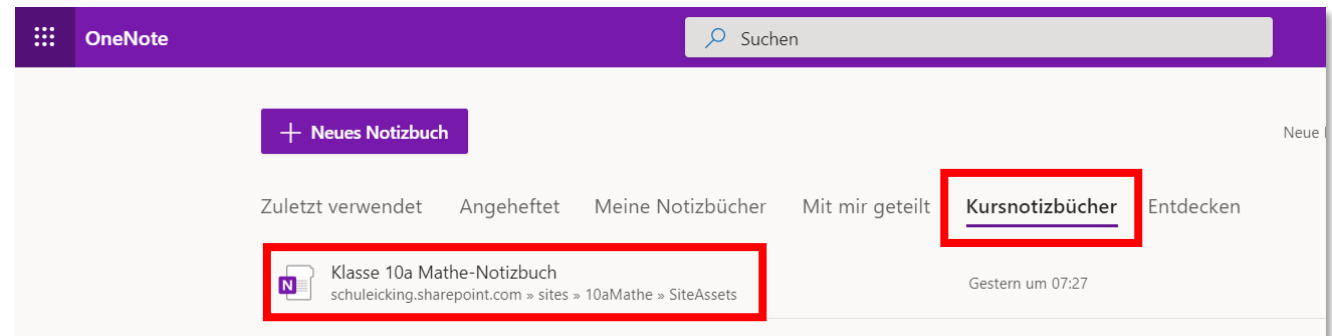 OneNote
Suchen
+ Neues Notizbuch
Neue
Zuletzt verwendet Angeheftet Meine Notizbücher Mit mir geteilt Kursnotizbücher Entdecken
N Klasse 10a Mathe-Notizbuch
schuleicking.sharepoint.com » sites » 10aMathe » SiteAssets
Gestern um 07:27